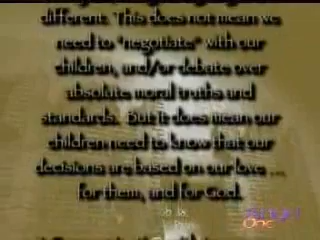 different. This does not mean we
need to "negotiate" with our
children, and/or debate over
absolute moral truths and
standards. But it does mean our
children need to know that our
decisions are based on our love ...
for them, and for God.
One